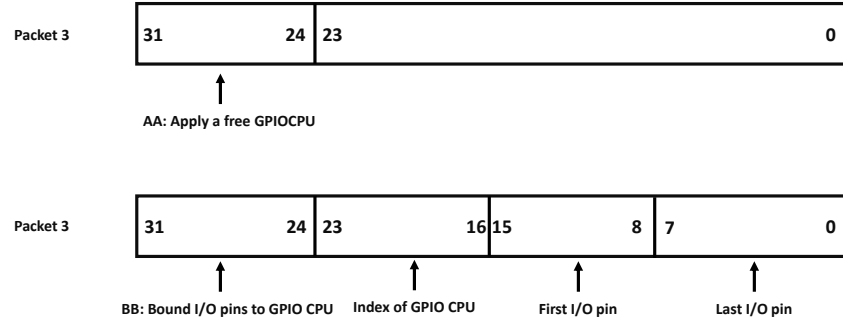 Packet 3 31 24 23 0
AA: Apply a free GPIOCPU
Packet 3 31 24 23 16 15 8 7 0
BB: Bound I/O pins to GPIO CPU Index of GPIO CPU First I/O pin Last I/O pin